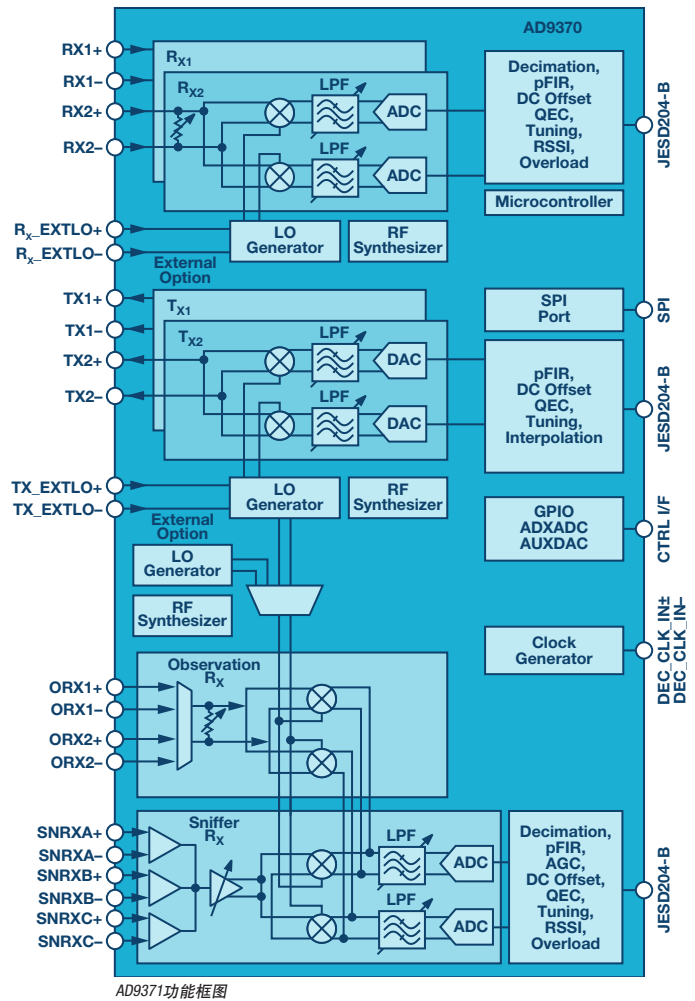 AD9370
RX1+
RX1–
RX2+
RX2–
RX1
RX2
LPF
ADC
LPF
ADC
Decimation,
pFIR,
DC Offset
QEC,
Tuning,
RSSI,
Overload
JESD204-B
Microcontroller
Rx_EXTLO+
Rx_EXTLO–
LO
Generator
RF
Synthesizer
External
Option
TX1+
TX1–
TX2+
TX2–
TX1
TX2
LPF
DAC
LPF
DAC
SPI
Port
SPI
pFIR,
DC Offset
QEC,
Tuning,
Interpolation
JESD204-B
TX_EXTLO+
TX_EXTLO–
LO
Generator
RF
Synthesizer
External
Option
GPIO
ADXADC
AUXDAC
CTRL I/F
LO
Generator
RF
Synthesizer
Clock
Generator
DEC_CLK_IN±
DEC_CLK_IN–
Observation
RX
ORX1+
ORX1–
ORX2+
ORX2–
Sniffer
RX
SNRXA+
SNRXA–
SNRXB+
SNRXB–
SNRXC+
SNRXC–
LPF
ADC
LPF
ADC
Decimation,
pFIR,
AGC,
DC Offset,
QEC,
Tuning,
RSSI,
Overload
JESD204-B
AD9371功能框图